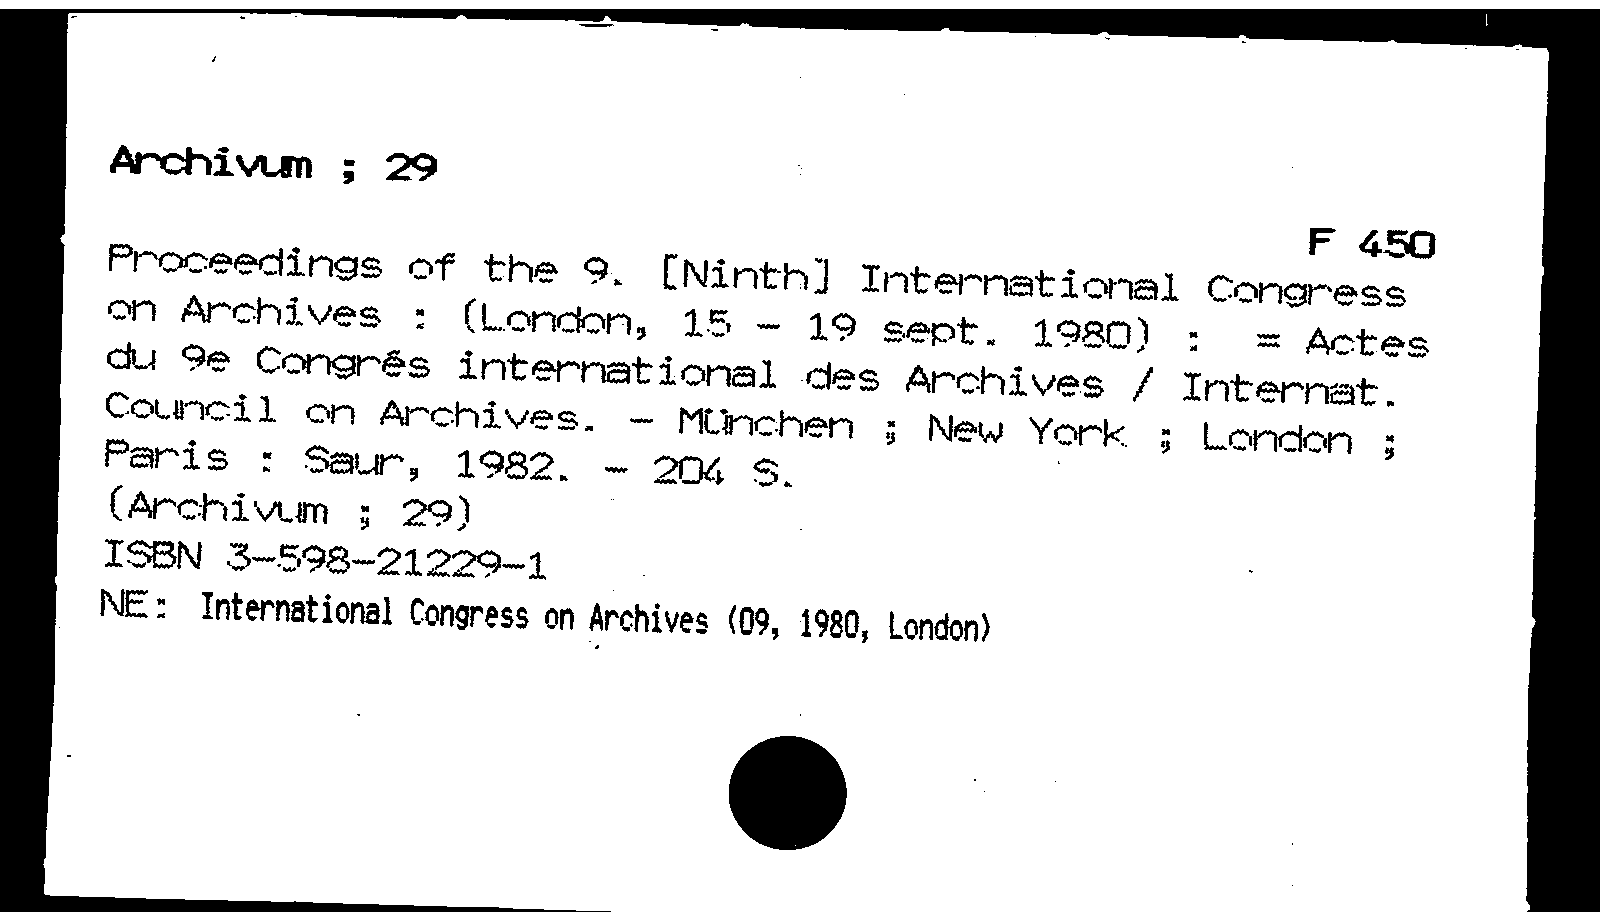 Archivum ; 29
F 450
Proceedings of the 9. [Ninth] International Congress
on Archives : (London, 15 - 19 sept. 1980) :  = Actes
du 9e Congrés international des Archives / Internat.
Council on Archives. - München ; New York ; London ;
Paris : Saur, 1982. - 204 S.
(Archivum ; 29)
ISBN 3-598-21229-1
NE: International Congress on Archives (09, 1980, London)